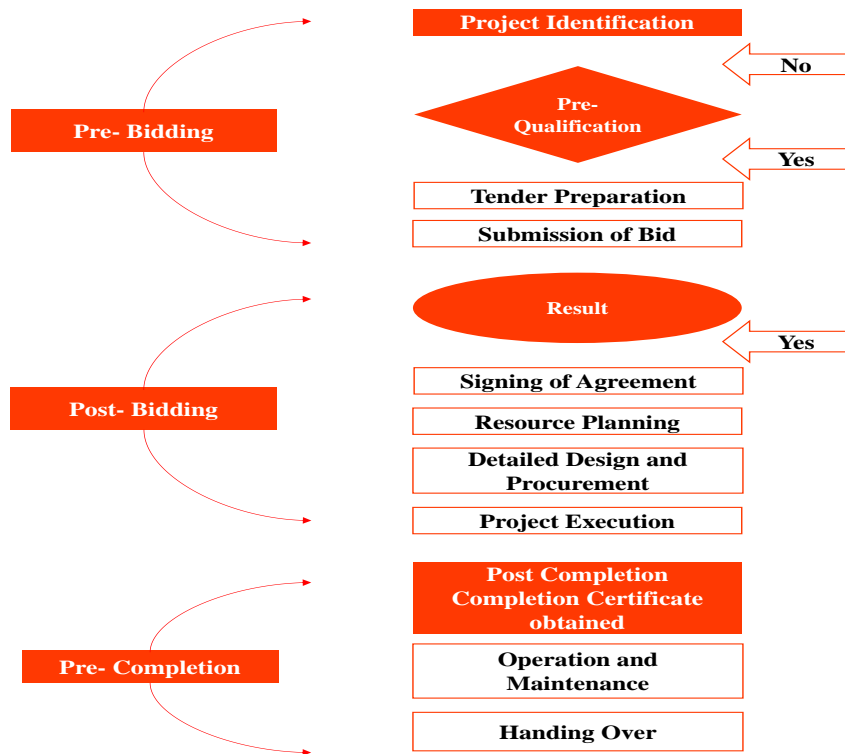 Project Identification
No
Pre-
Qualification
Pre- Bidding
Yes
Tender Preparation
Submission of Bid
Result
Yes
Signing of Agreement
Post- Bidding
Resource Planning
Detailed Design and
Procurement
Project Execution
Post Completion
Completion Certificate
obtained
Pre- Completion
Operation and
Maintenance
Handing Over